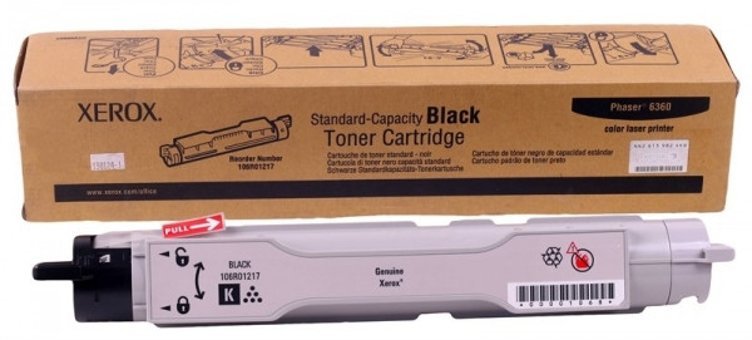 XEROX.
Standard-Capacity Black
Toner Cartridge
Reorder Number
106R01217
Cartouche de toner standard - noir
Cartuccia di toner nero capacità standard
Schwarze Standardkapazitäts-Tonerkartusche
Cartucho de tóner negro de capacidad estándar
Cartucho padrão de toner preto
Phaser® 6360
color laser printer
www.xerox.com/office
PULL
BLACK
106R01217
K
Genuine
Xerox®